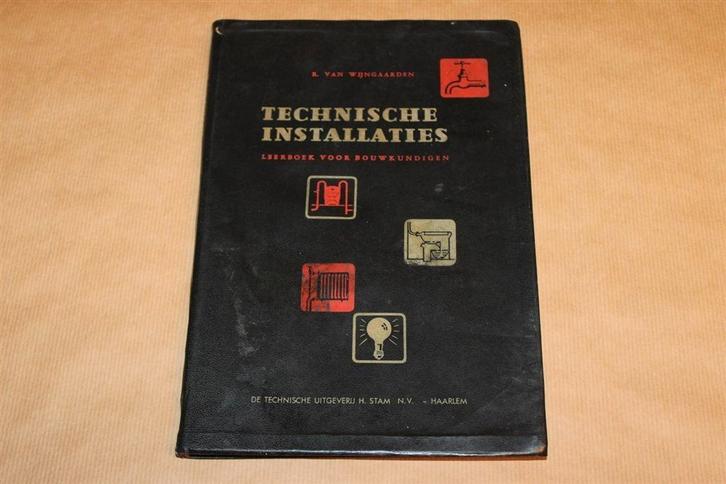 R. VAN WIJNGAARDEN
TECHNISCHE
INSTALLATIES
LEERBOEK VOOR BOUWKUNDIGEN
DE TECHNISCHE UITGEVERIJ H. STAM N.V. - HAARLEM